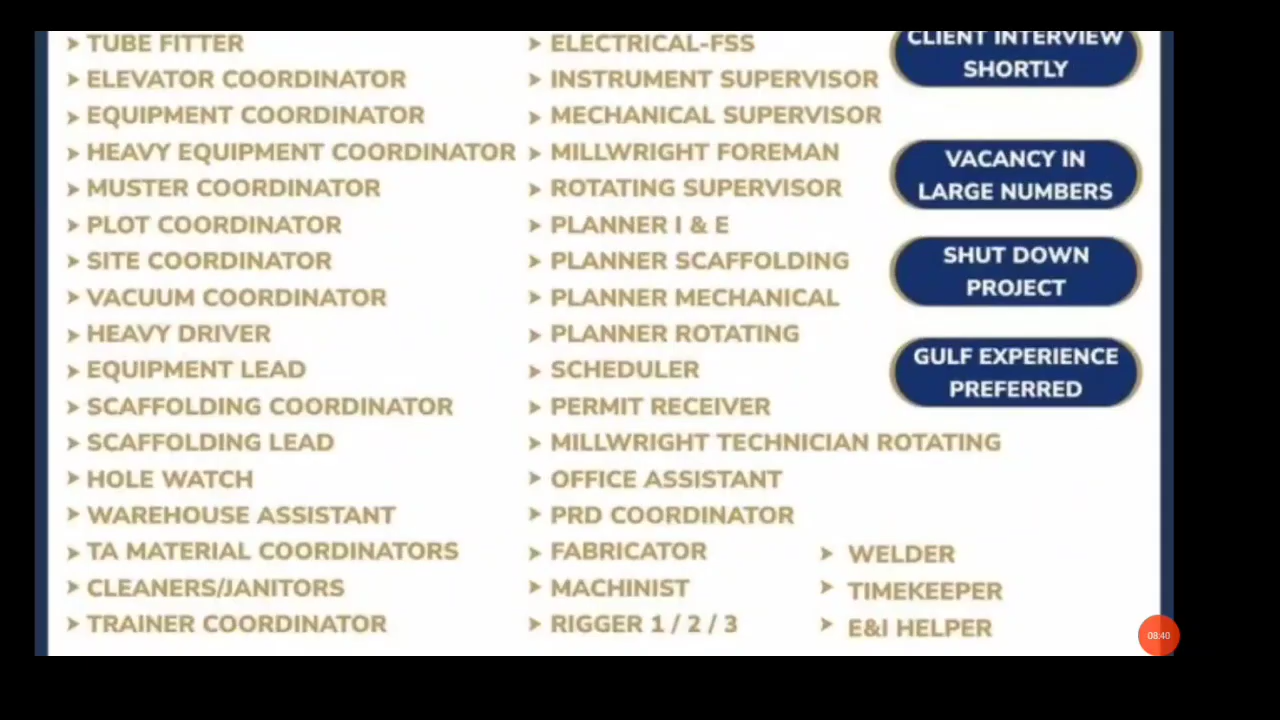 TUBE FITTER
ELEVATOR COORDINATOR
EQUIPMENT COORDINATOR
HEAVY EQUIPMENT COORDINATOR
MUSTER COORDINATOR
PLOT COORDINATOR
SITE COORDINATOR
VACUUM COORDINATOR
HEAVY DRIVER
EQUIPMENT LEAD
SCAFFOLDING COORDINATOR
SCAFFOLDING LEAD
HOLE WATCH
WAREHOUSE ASSISTANT
TA MATERIAL COORDINATORS
CLEANERS/JANITORS
TRAINER COORDINATOR
ELECTRICAL-FSS
INSTRUMENT SUPERVISOR
MECHANICAL SUPERVISOR
MILLWRIGHT FOREMAN
ROTATING SUPERVISOR
PLANNER I & E
PLANNER SCAFFOLDING
PLANNER MECHANICAL
PLANNER ROTATING
SCHEDULER
PERMIT RECEIVER
MILLWRIGHT TECHNICIAN ROTATING
OFFICE ASSISTANT
PRD COORDINATOR
FABRICATOR
MACHINIST
RIGGER 1 / 2 / 3
WELDER
TIMEKEEPER
E&I HELPER
CLIENT INTERVIEW
SHORTLY
VACANCY IN
LARGE NUMBERS
SHUT DOWN
PROJECT
GULF EXPERIENCE
PREFERRED
08:40